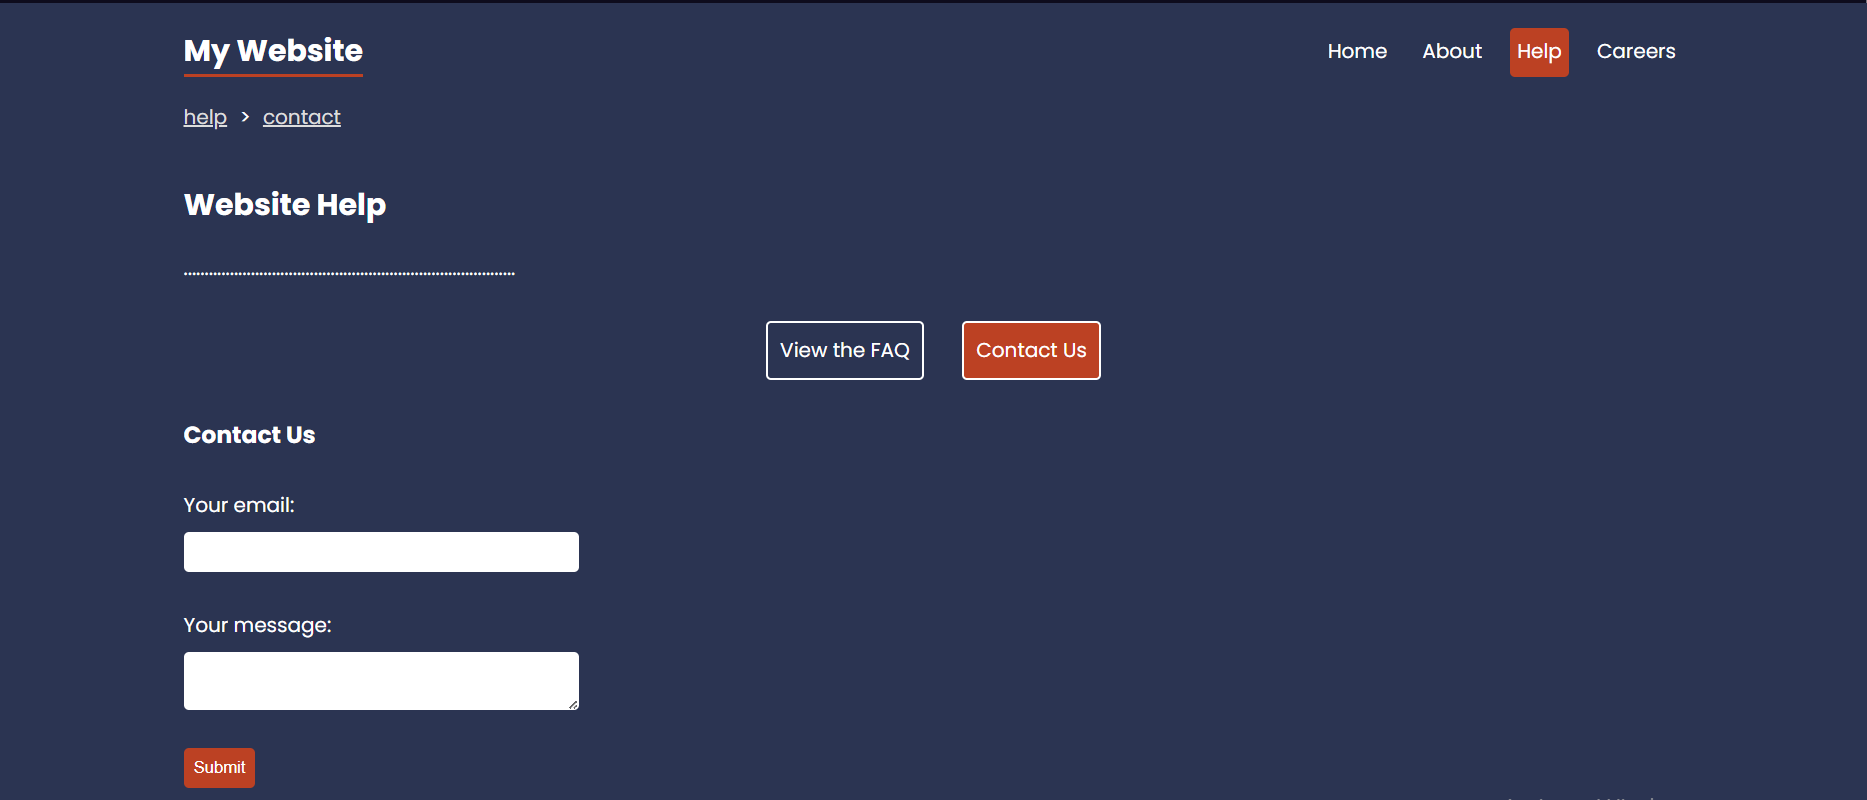 My Website
Home About Help Careers
help > contact
Website Help
................................................................................
View the FAQ Contact Us
Contact Us
Your email:
Your message:
Submit